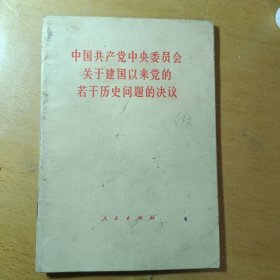 中国共产党中央委员会
关于建国以来党的
若干历史问题的决议
人民出版社